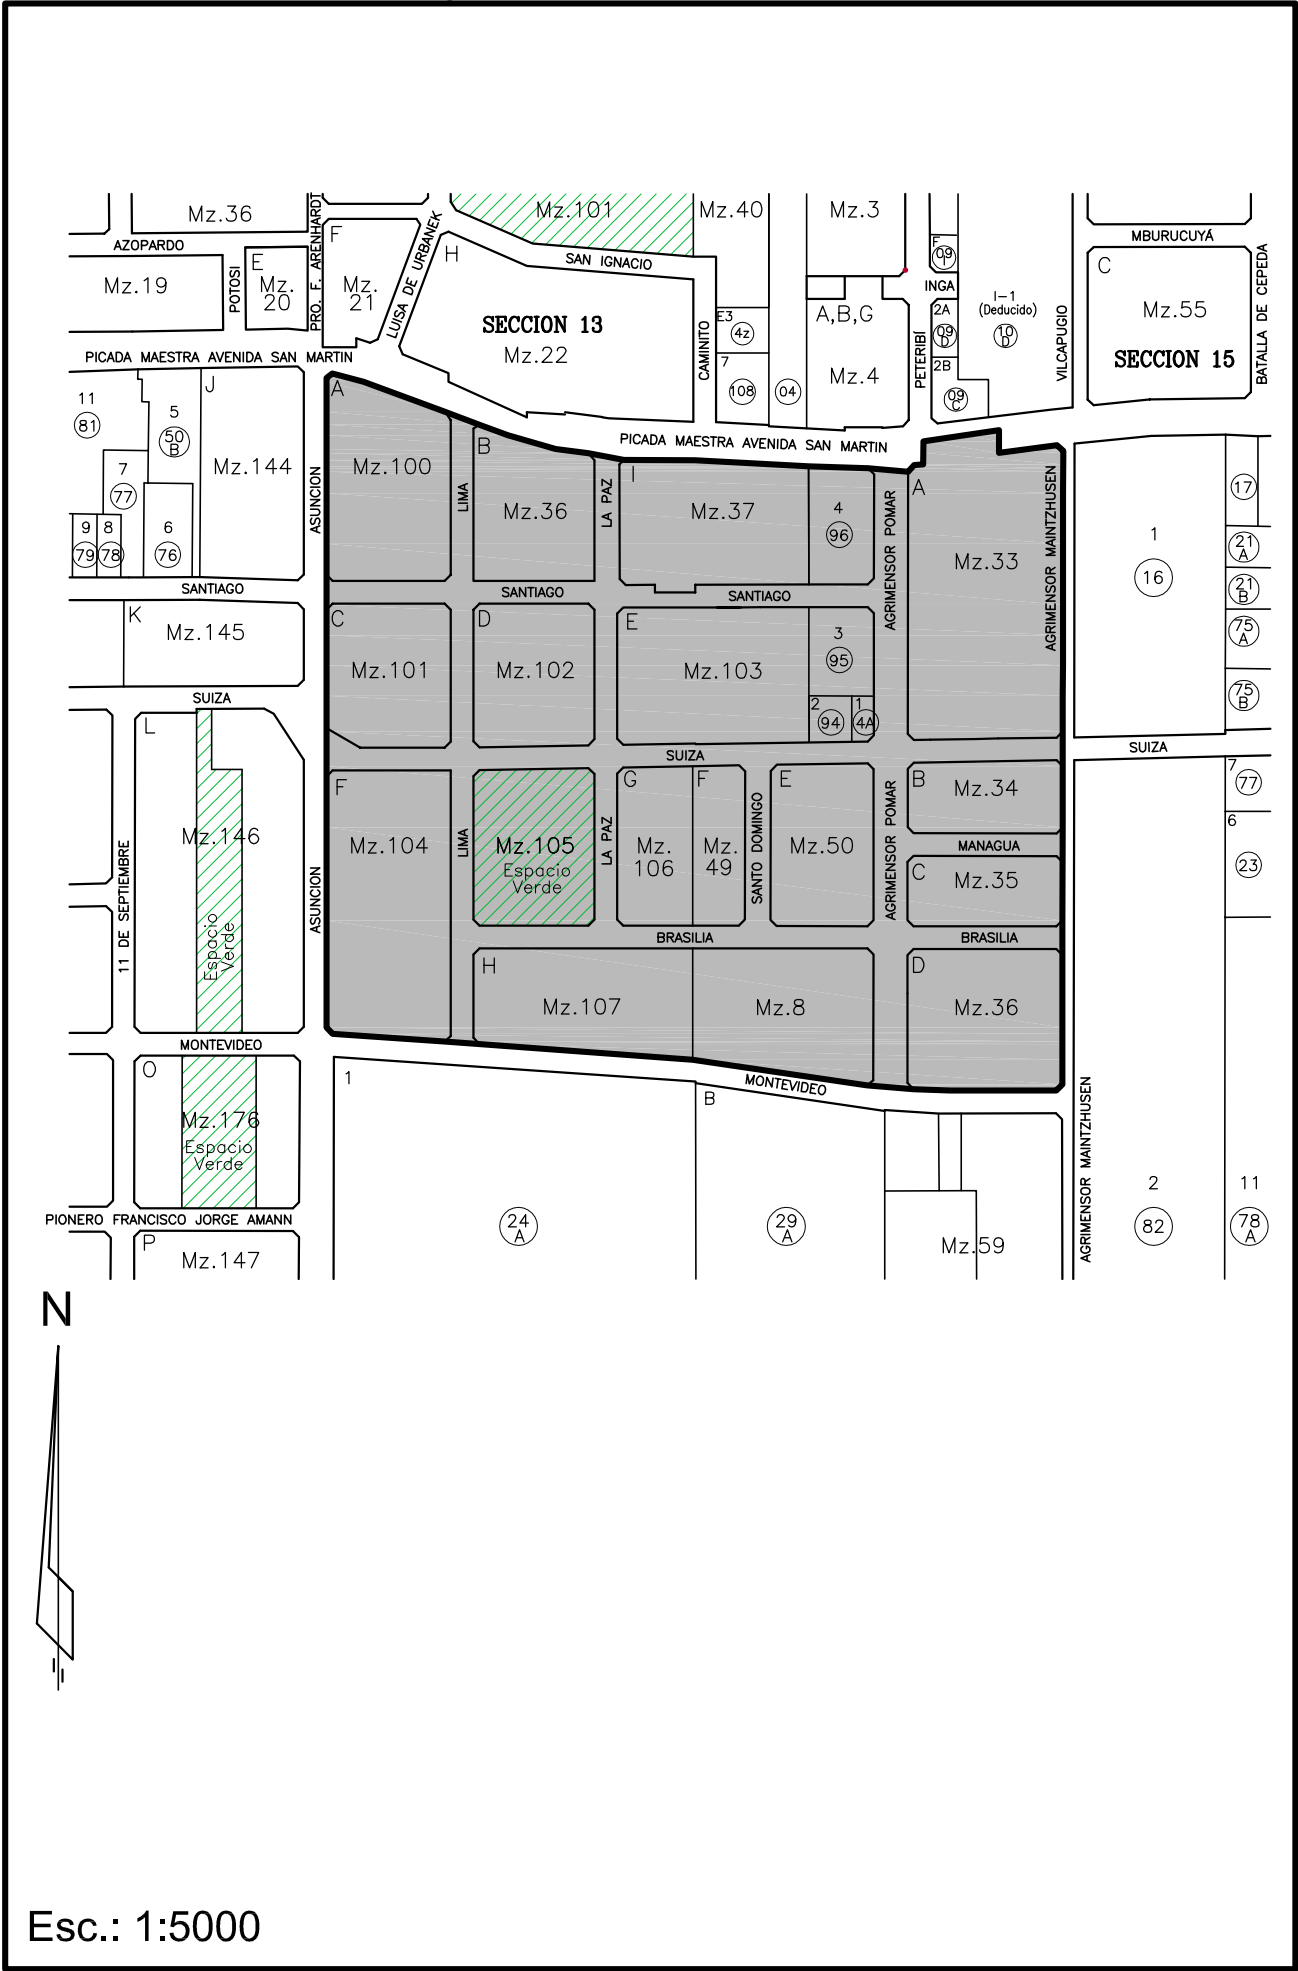 Mz.36
PRO. F. ARENHARDT
F
LUISA DE URBANEK
Mz.101
Mz.40
Mz.3
F
09
I
MBURUCUYÁ
AZOPARDO
Mz.19
POTOSI
E
Mz.
20
Mz.
21
H
SAN IGNACIO
SECCION 13
Mz.22
CAMINITO
E3
4z
7
108
04
A,B,G
Mz.4
INGA
PETERIBÍ
2A
09
D
2B
09
C
I-1
(Deducido)
10
D
VILCAPUGIO
C
Mz.55
SECCION 15
BATALLA DE CEPEDA
PICADA MAESTRA AVENIDA SAN MARTIN
PICADA MAESTRA AVENIDA SAN MARTIN
11
81
5
50
B
J
Mz.144
7
77
9
79
8
78
6
76
ASUNCION
A
Mz.100
LIMA
B
Mz.36
LA PAZ
I
Mz.37
4
96
AGRIMENSOR POMAR
A
Mz.33
AGRIMENSOR MAINTZHUSEN
1
16
17
21
A
21
B
75
A
75
B
SANTIAGO
SANTIAGO
SANTIAGO
K
Mz.145
C
Mz.101
D
Mz.102
E
Mz.103
3
95
2
94
1
4A
SUIZA
SUIZA
SUIZA
L
Mz.146
Espacio
Verde
11 DE SEPTIEMBRE
ASUNCION
F
Mz.104
LIMA
Mz.105
Espacio
Verde
LA PAZ
G
Mz.
106
F
Mz.
49
SANTO DOMINGO
E
Mz.50
AGRIMENSOR POMAR
B
Mz.34
MANAGUA
C
Mz.35
7
77
6
23
BRASILIA
BRASILIA
H
Mz.107
Mz.8
D
Mz.36
MONTEVIDEO
MONTEVIDEO
O
Mz.176
Espacio
Verde
1
24
A
B
29
A
Mz.59
AGRIMENSOR MAINTZHUSEN
2
82
11
78
A
PIONERO FRANCISCO JORGE AMANN
P
Mz.147
N
Esc.: 1:5000